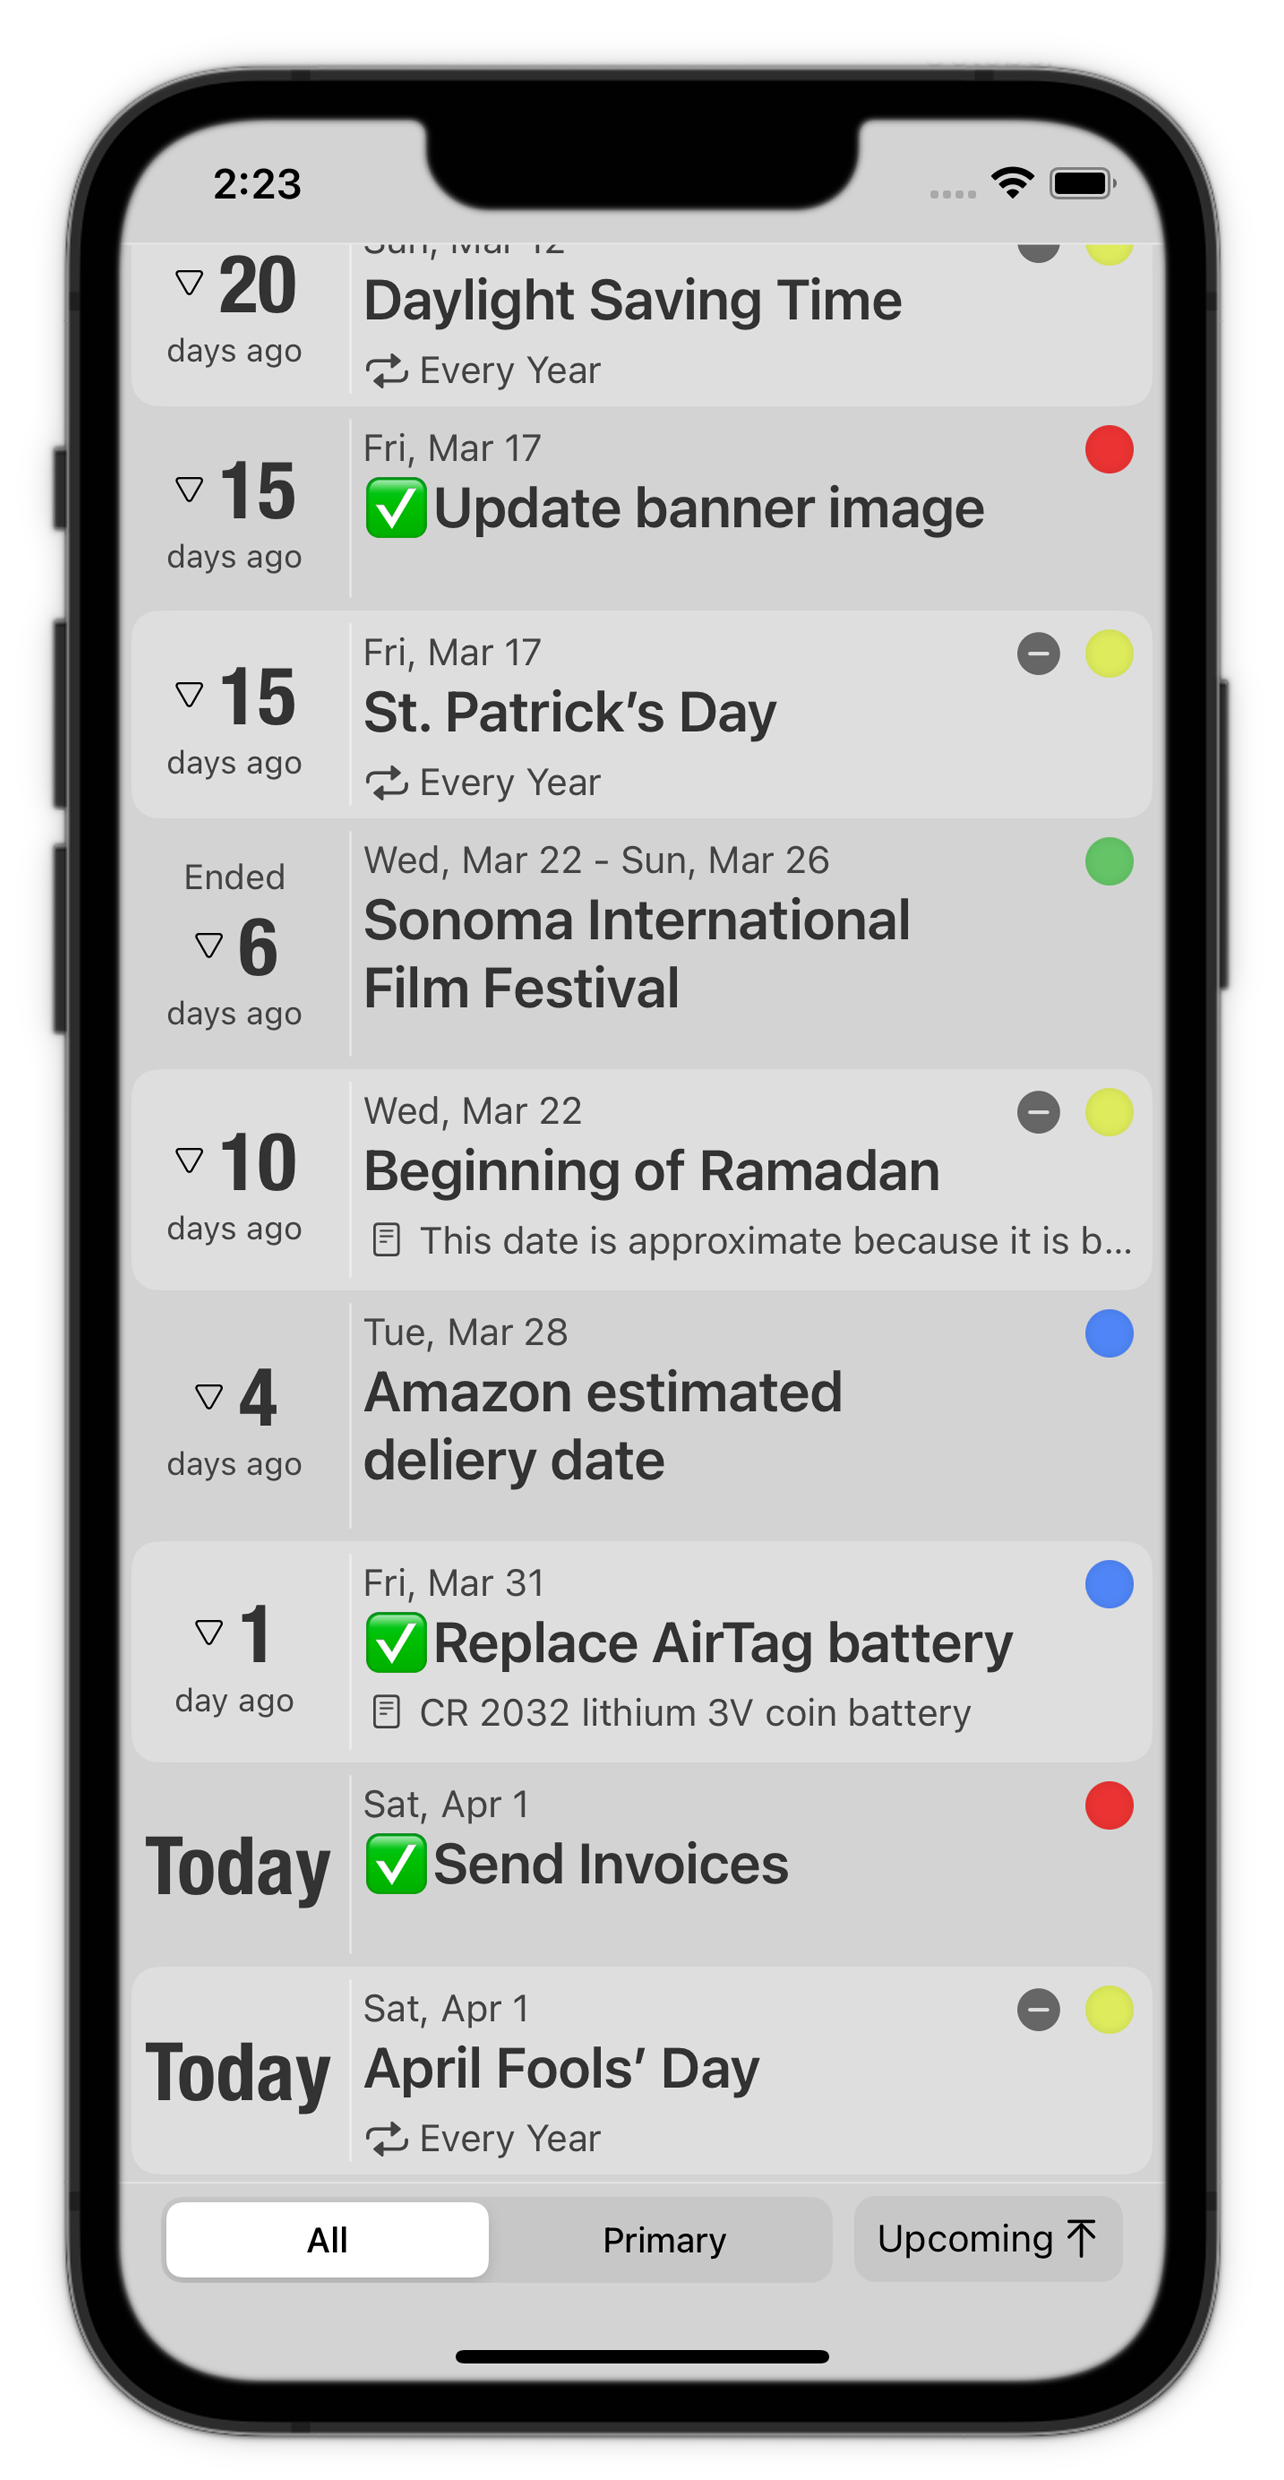 2:23
Sun, Mar 12
20
days ago
Daylight Saving Time
Every Year
Fri, Mar 17
15
days ago
✅Update banner image
Fri, Mar 17
15
days ago
St. Patrick’s Day
Every Year
Wed, Mar 22 - Sun, Mar 26
Ended
6
days ago
Sonoma International
Film Festival
Wed, Mar 22
10
days ago
Beginning of Ramadan
This date is approximate because it is b...
Tue, Mar 28
4
days ago
Amazon estimated
deliery date
Fri, Mar 31
1
day ago
✅Replace AirTag battery
CR 2032 lithium 3V coin battery
Sat, Apr 1
Today
✅Send Invoices
Sat, Apr 1
Today
April Fools’ Day
Every Year
All
Primary
Upcoming